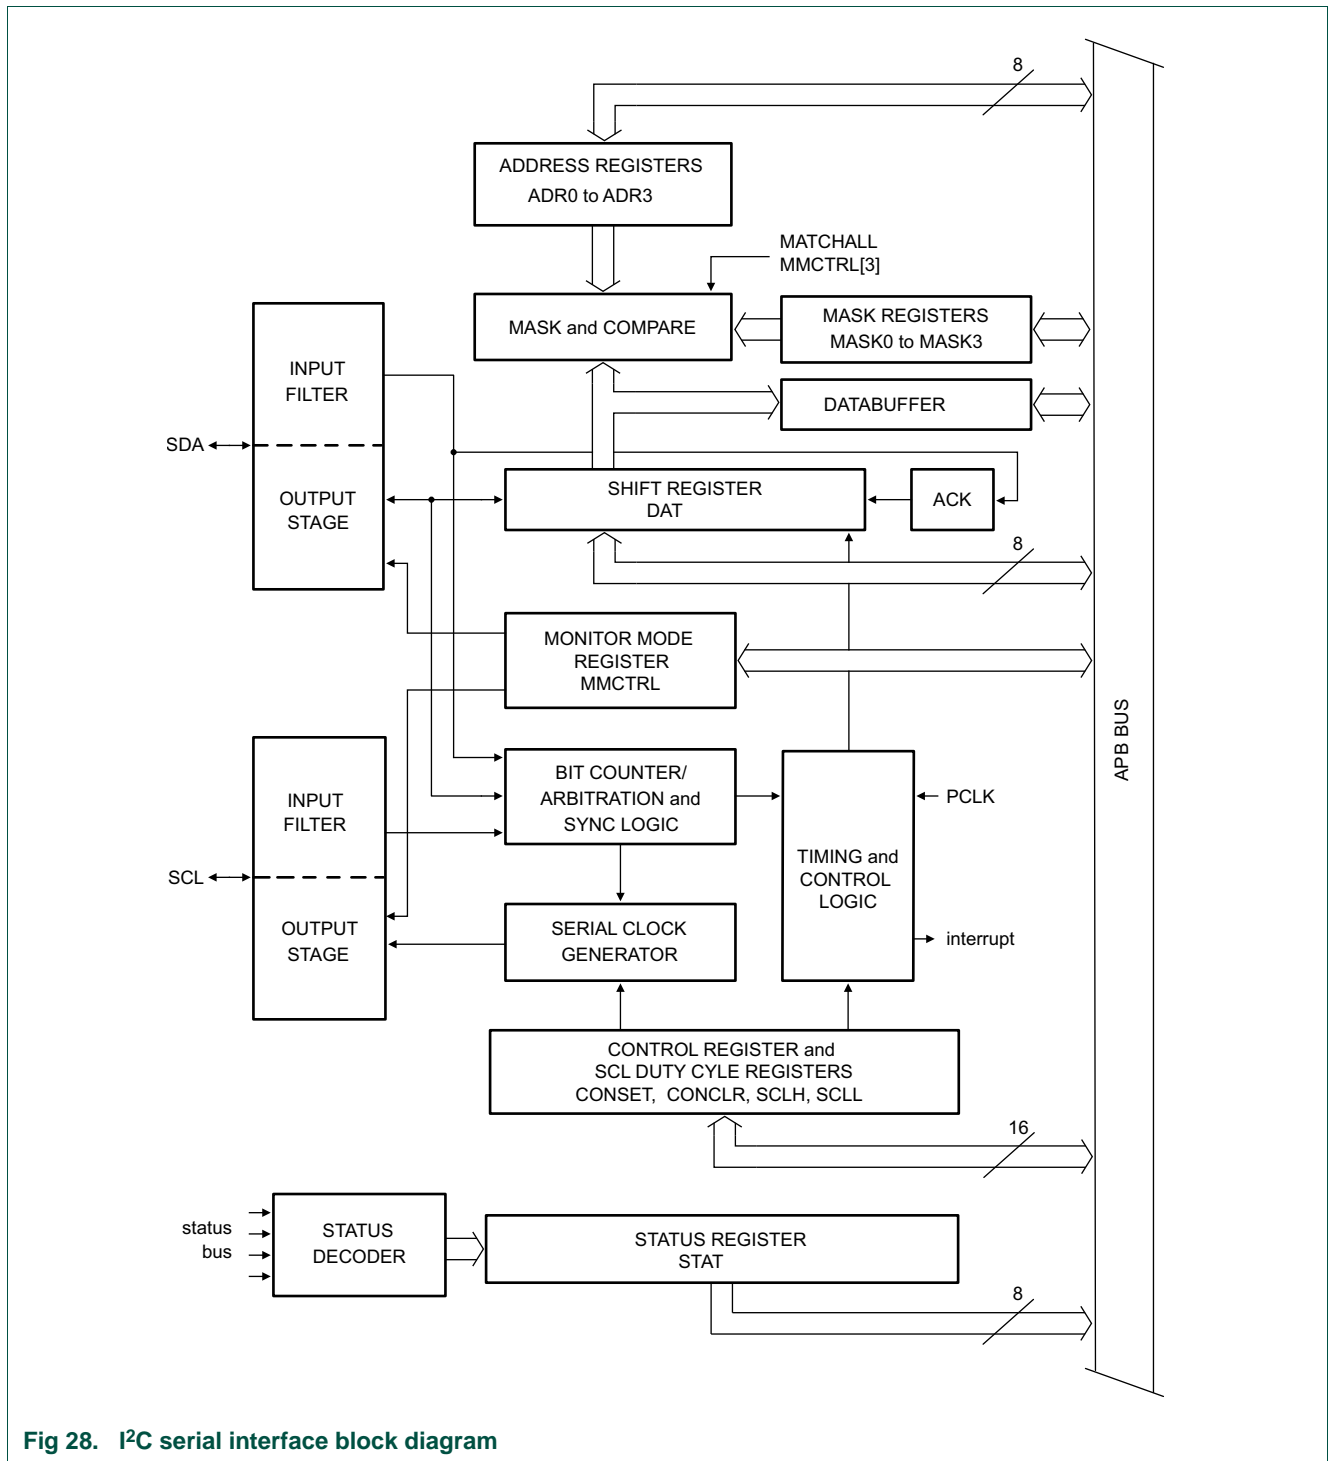 8
ADDRESS REGISTERS
ADR0 to ADR3
MATCHALL
MMCTRL[3]
MASK and COMPARE
MASK REGISTERS
MASK0 to MASK3
INPUT
FILTER
DATABUFFER
SDA
OUTPUT
STAGE
SHIFT REGISTER
DAT
ACK
8
MONITOR MODE
REGISTER
MMCTRL
APB BUS
INPUT
FILTER
BIT COUNTER/
ARBITRATION and
SYNC LOGIC
PCLK
TIMING and
CONTROL
LOGIC
SCL
OUTPUT
STAGE
SERIAL CLOCK
GENERATOR
interrupt
CONTROL REGISTER and
SCL DUTY CYLE REGISTERS
CONSET, CONCLR, SCLH, SCLL
16
status
bus
STATUS
DECODER
STATUS REGISTER
STAT
8
Fig 28. I²C serial interface block diagram